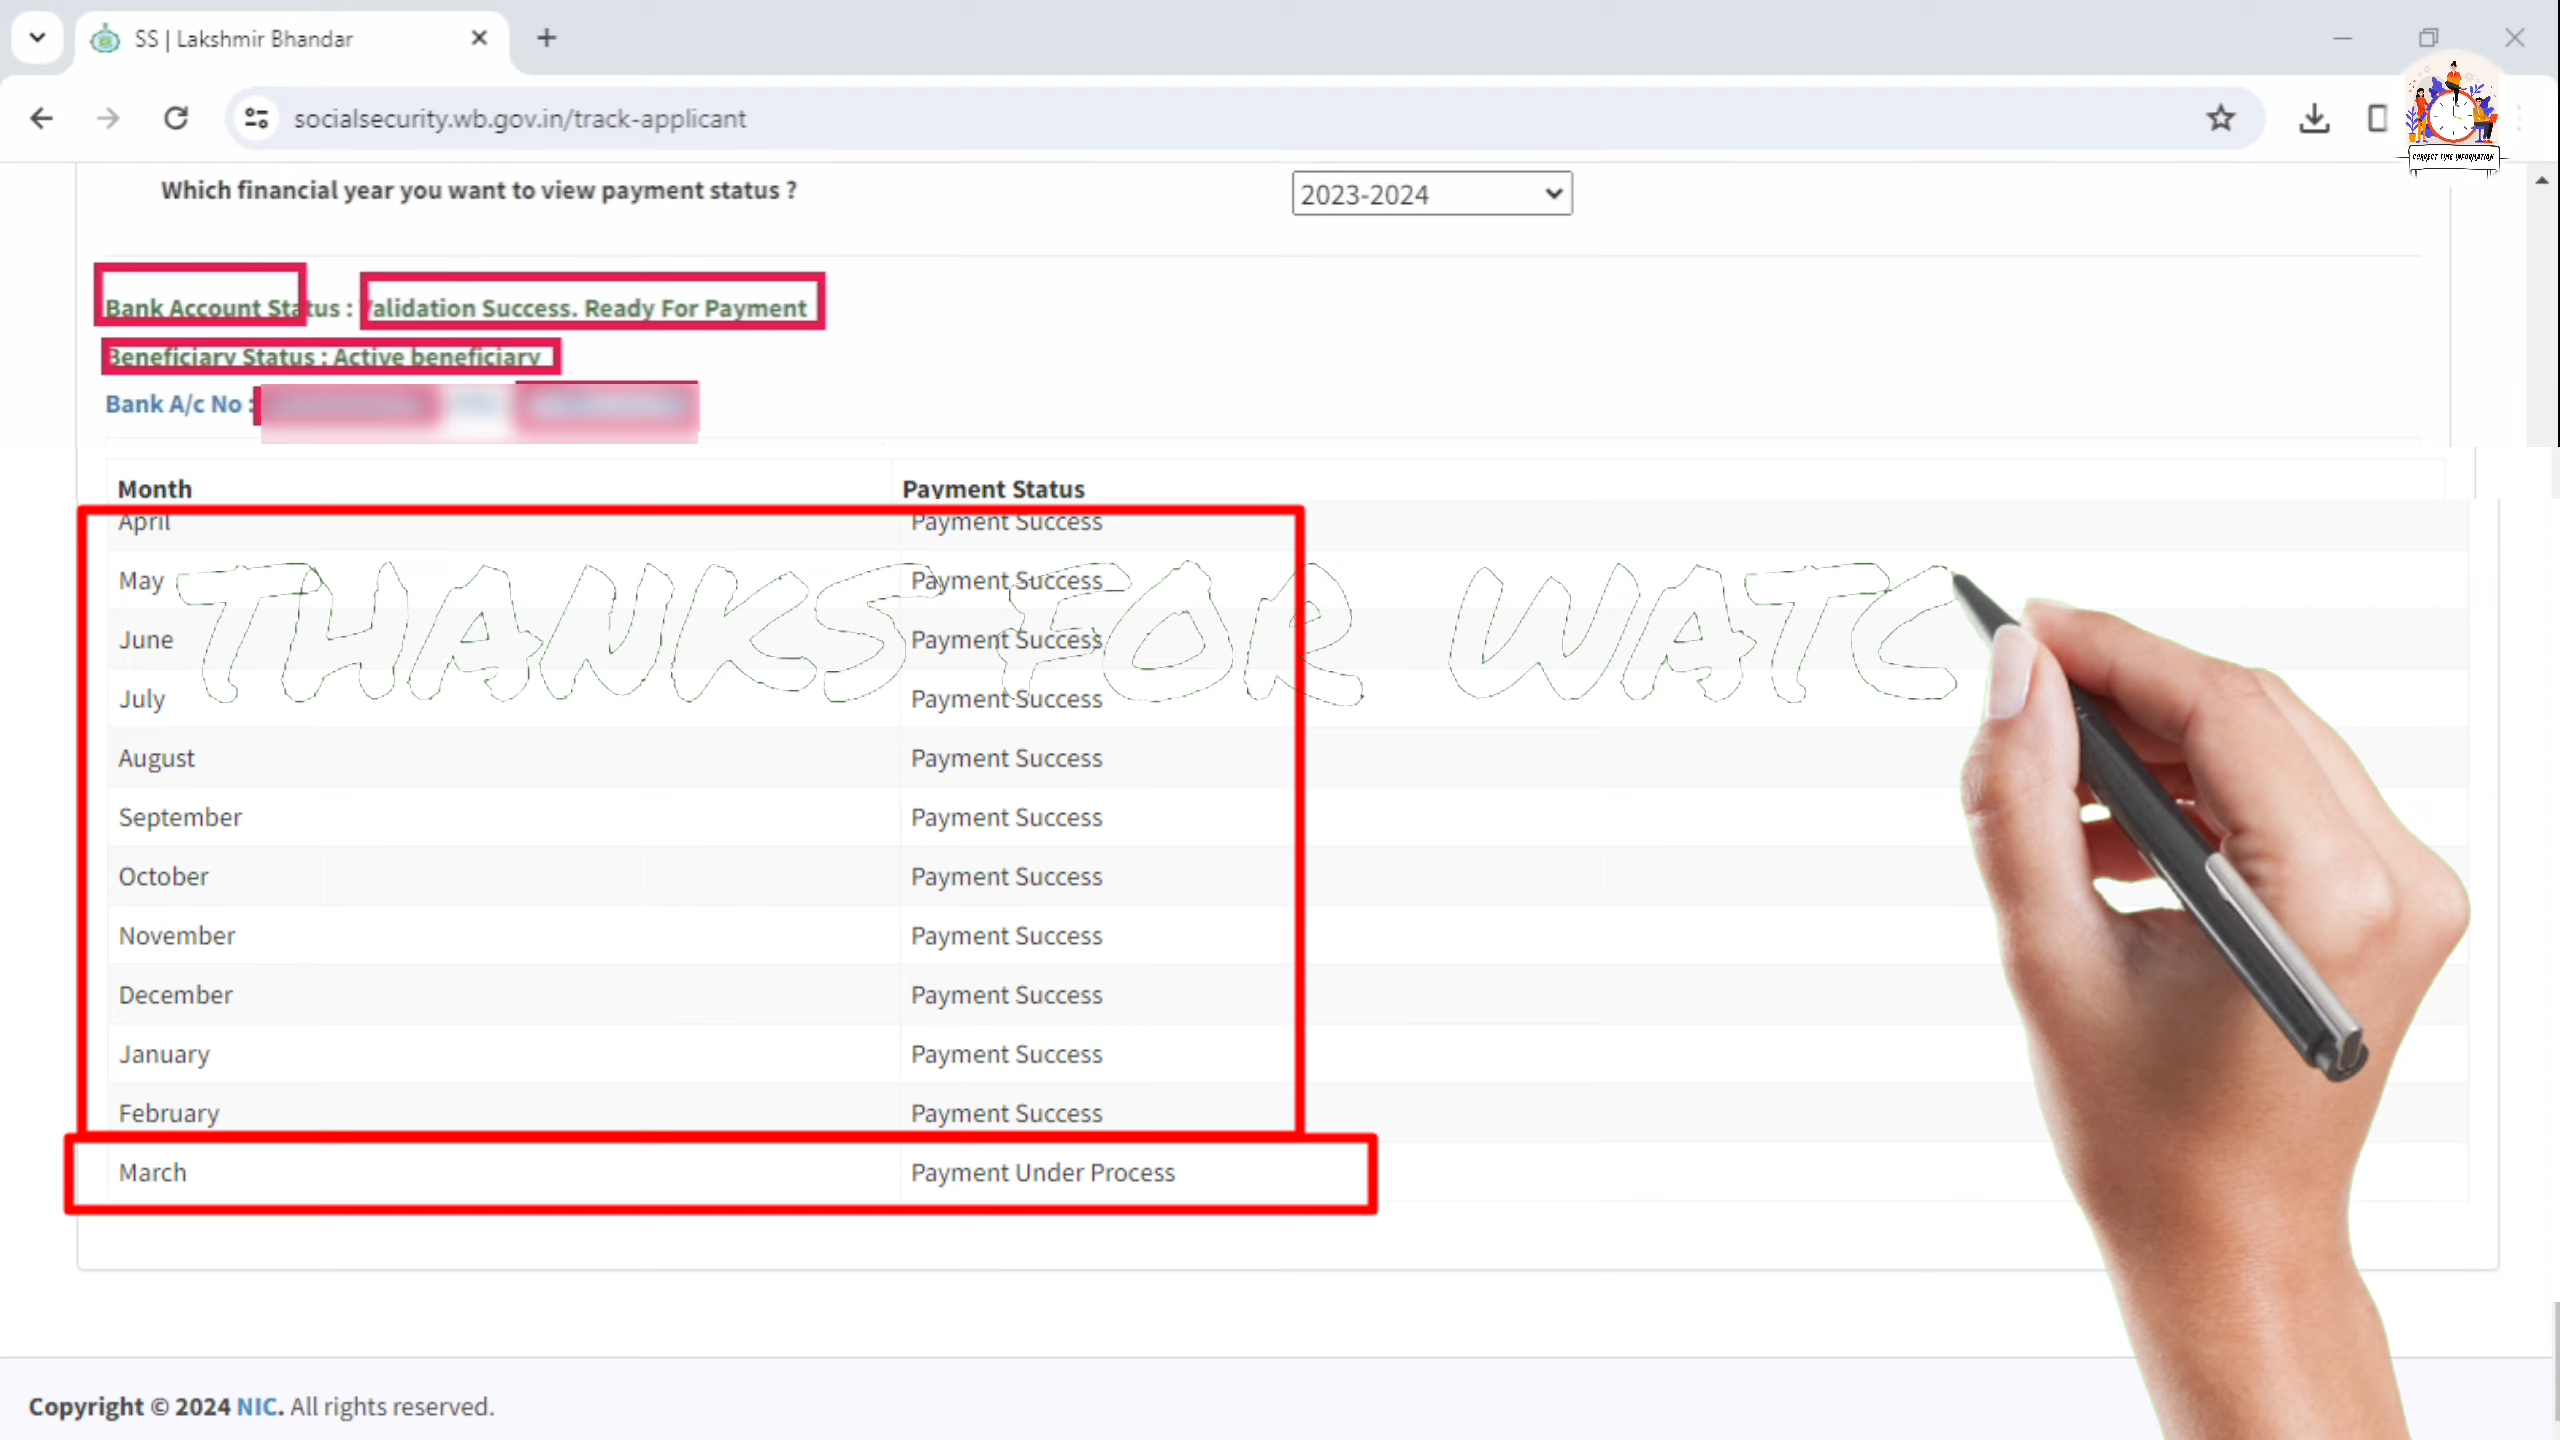 SS | Lakshmir Bhandar
socialsecurity.wb.gov.in/track-applicant
CORRECT TIME INFORMATION
Which financial year you want to view payment status ? 2023-2024
Bank Account Status : Validation Success. Ready For Payment
Beneficiary Status : Active beneficiary
Bank A/c No :
Month Payment Status
April Payment Success
May Payment Success
THANKS FOR WATC
June Payment Success
July Payment Success
August Payment Success
September Payment Success
October Payment Success
November Payment Success
December Payment Success
January Payment Success
February Payment Success
March Payment Under Process
Copyright © 2024 NIC. All rights reserved.